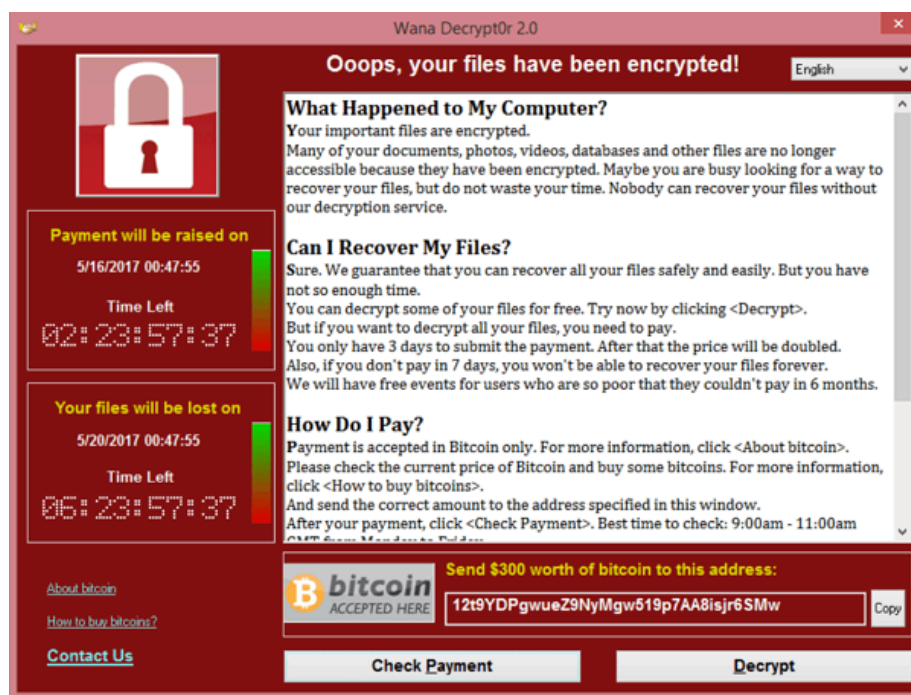 Wana Decrypt0r 2.0
Ooops, your files have been encrypted!
English
What Happened to My Computer?
Your important files are encrypted.
Many of your documents, photos, videos, databases and other files are no longer
accessible because they have been encrypted. Maybe you are busy looking for a way to
recover your files, but do not waste your time. Nobody can recover your files without
our decryption service.
Can I Recover My Files?
Sure. We guarantee that you can recover all your files safely and easily. But you have
not so enough time.
You can decrypt some of your files for free. Try now by clicking <Decrypt>.
But if you want to decrypt all your files, you need to pay.
You only have 3 days to submit the payment. After that the price will be doubled.
Also, if you don't pay in 7 days, you won't be able to recover your files forever.
We will have free events for users who are so poor that they couldn't pay in 6 months.
How Do I Pay?
Payment is accepted in Bitcoin only. For more information, click <About bitcoin>.
Please check the current price of Bitcoin and buy some bitcoins. For more information,
click <How to buy bitcoins>.
And send the correct amount to the address specified in this window.
After your payment, click <Check Payment>. Best time to check: 9:00am - 11:00am
GMT from Monday to Friday
Payment will be raised on
5/16/2017 00:47:55
Time Left
02:23:57:37
Your files will be lost on
5/20/2017 00:47:55
Time Left
06:23:57:37
About bitcoin
How to buy bitcoins?
Contact Us
bitcoin
ACCEPTED HERE
Send $300 worth of bitcoin to this address:
12t9YDPgwueZ9NyMgw519p7AA8isjr6SMw
Copy
Check Payment
Decrypt